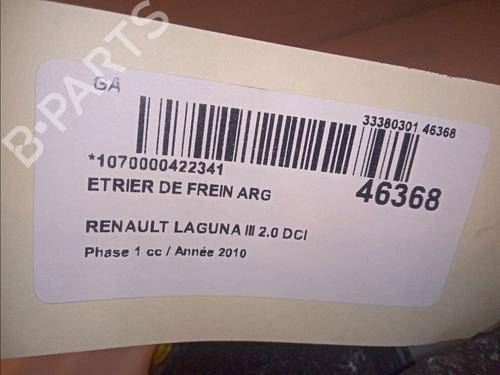 B-PARTS
GA
33380301 46368
*1070000422341
46368
ETRIER DE FREIN ARG
RENAULT LAGUNA III 2.0 DCI
Phase 1 cc / Année 2010